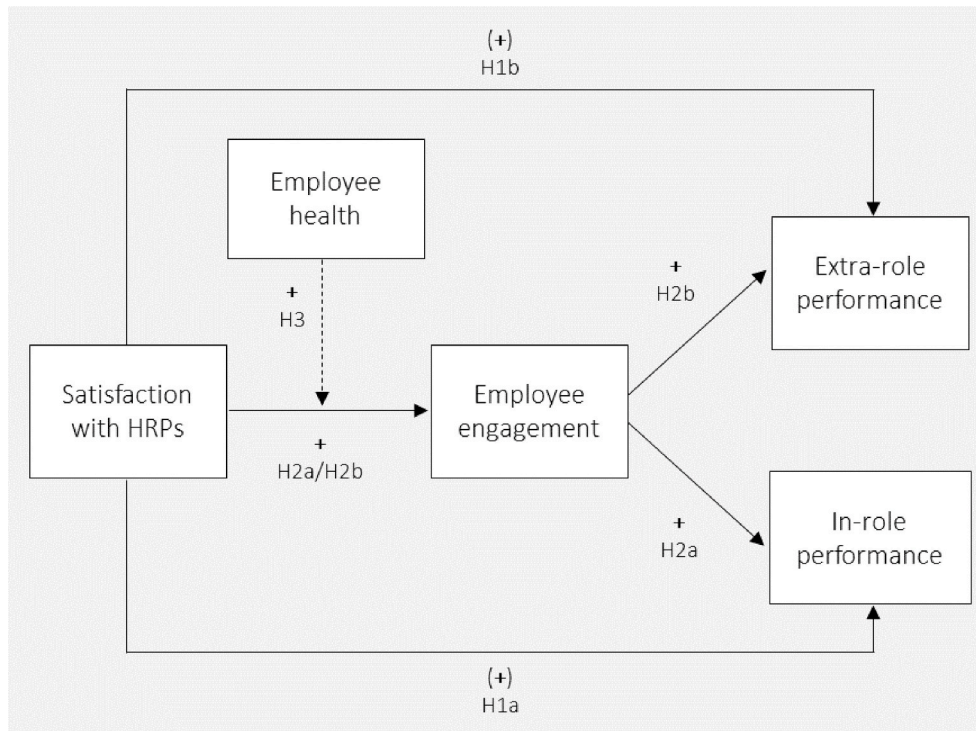 (+)
H1b
Employee
health
+
H3
Satisfaction
with HRPs
+
H2a/H2b
Employee
engagement
+
H2b
Extra-role
performance
+
H2a
In-role
performance
(+)
H1a